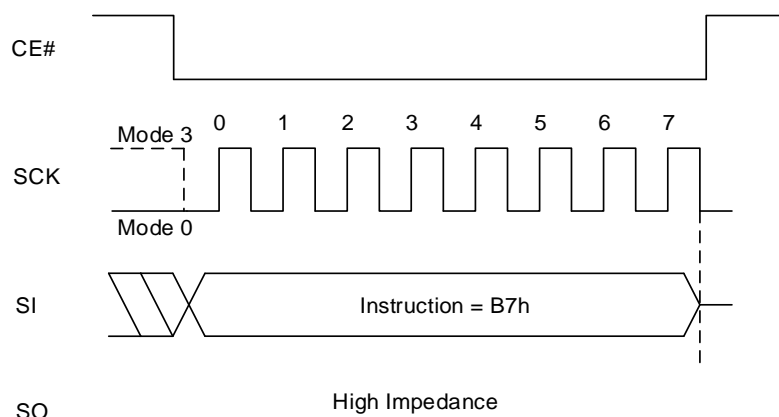 CE#
Mode 3
0 1 2 3 4 5 6 7
SCK
Mode 0
SI
Instruction = B7h
High Impedance
SO